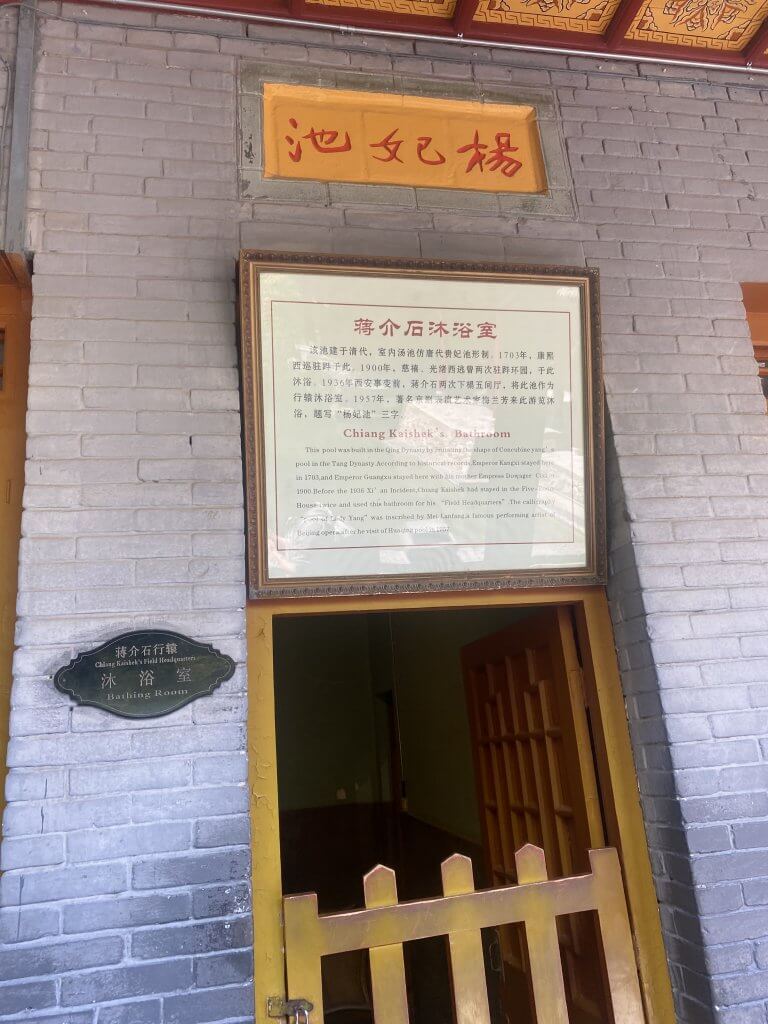 楊妃池
蒋介石沐浴室
该池建于清代，室内汤池仿唐代贵妃池形制。1703年，康熙
西巡驻跸于此。1900年，慈禧、光绪西逃曾两次驻跸环园，于此
沐浴。1936年西安事变前，蒋介石两次下榻五间厅，将此池作为
行辕沐浴室。1957年，著名京剧表演艺术家梅兰芳来此游览沐
浴，题写“杨妃池”三字。
Chiang Kaishek's Bathroom
This pool was built in the Qing Dynasty by imitating the shape of Concubine yang's
pool in the Tang Dynasty.According to historical records,Emperor Kangxi stayed here
in 1703,and Emperor Guangxu stayed here with his mother Empress Dowager Cixi in
1900.Before the 1936 Xi'an Incident,Chiang Kaishek had stayed in the Five-Room
House twice and used this bathroom for his “Field Headquarters”.The calligraphy
of Lady Yang” was inscribed by Mei Lanfang,a famous performing artist of
Beijing opera,after he visit of Huaqing pool in 1957.
蒋介石行辕
Chiang Kaishek's Field Headquarters
沐浴室
Bathing Room